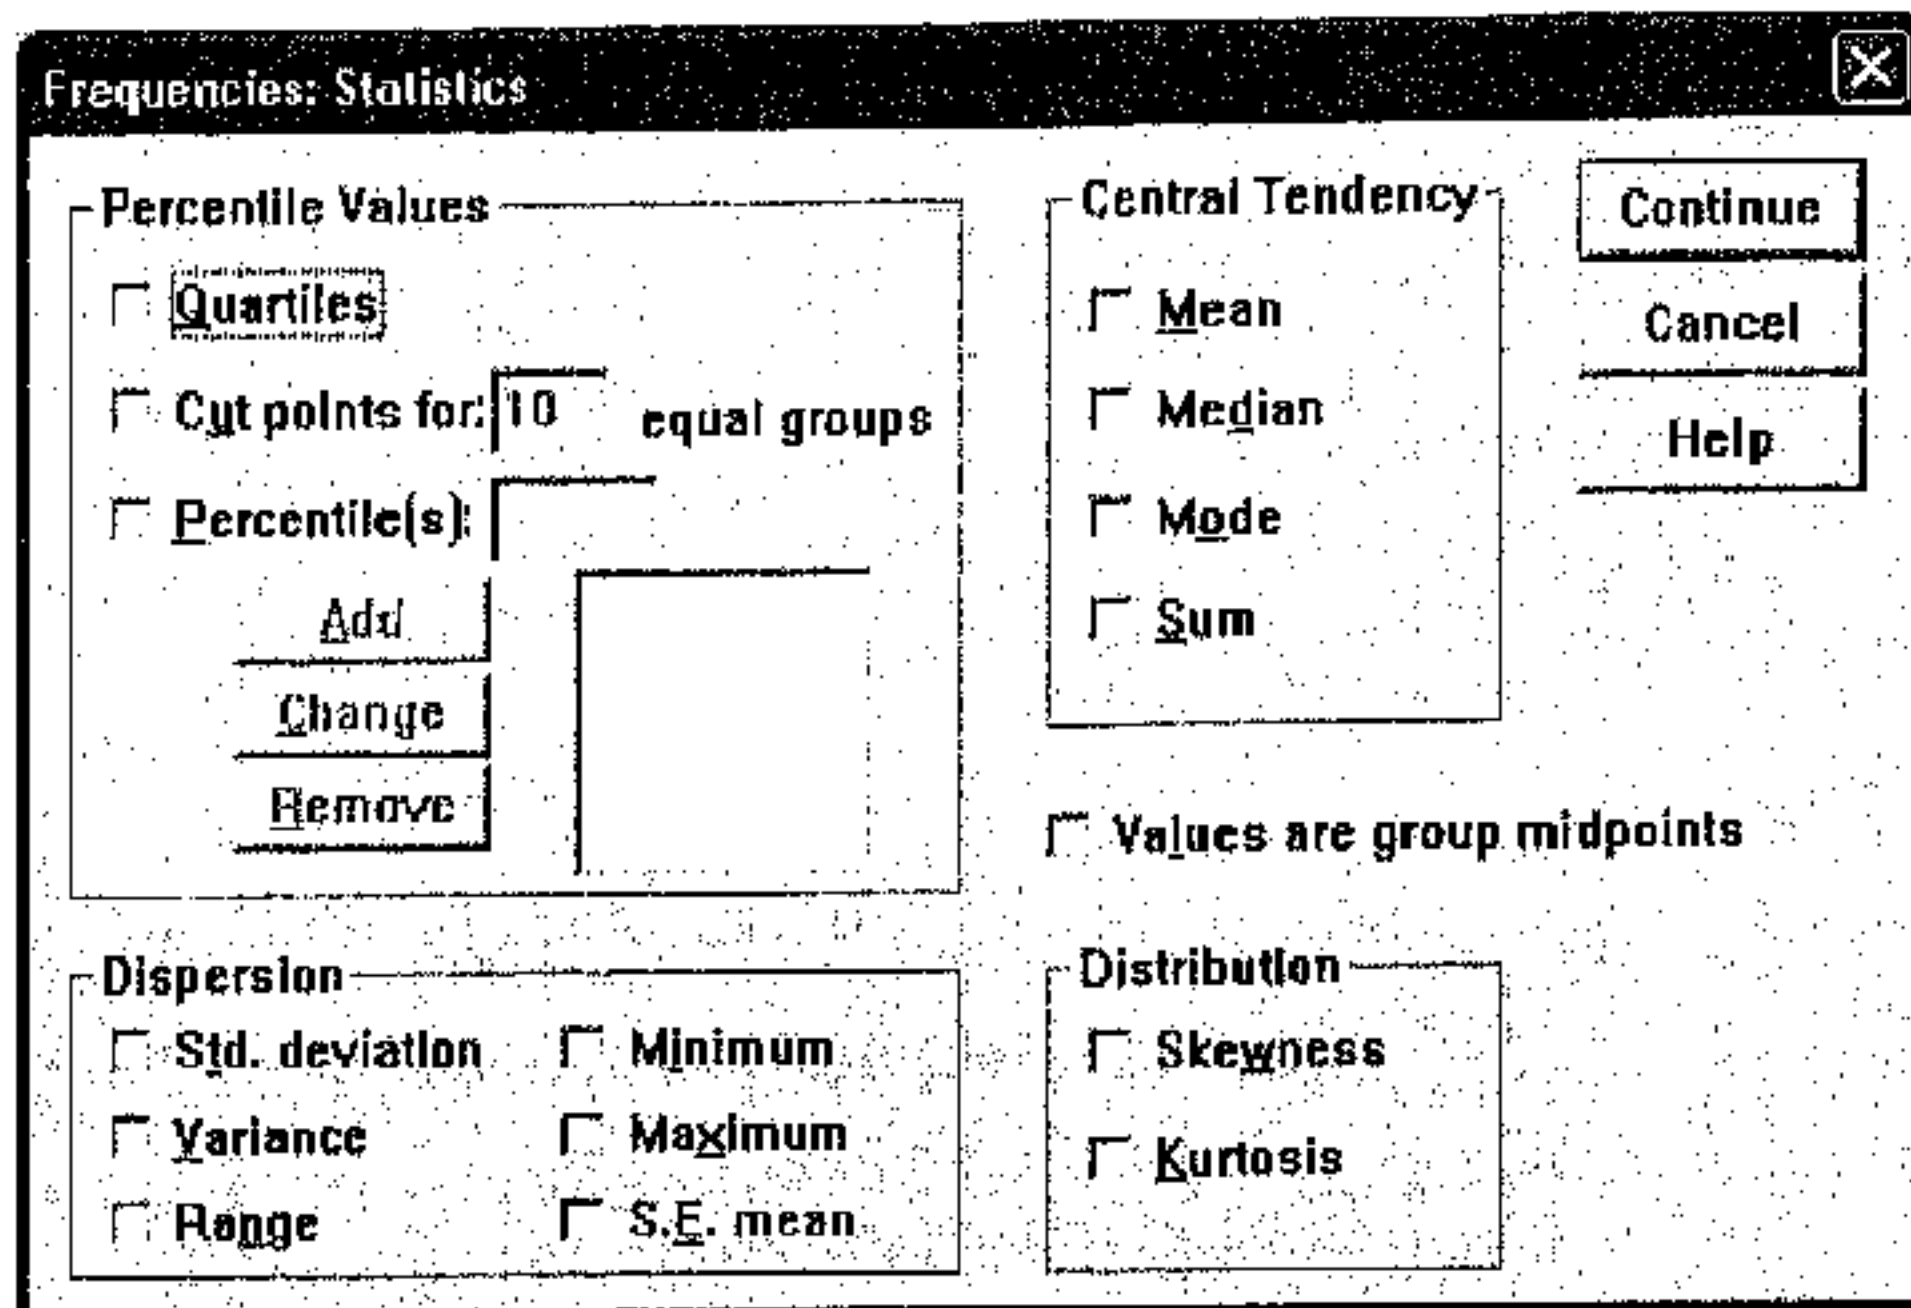 Frequencies: Statistics
Percentile Values
Quartiles
Cut points for: 10 equal groups
Percentile(s):
Add
Change
Remove
Central Tendency
Mean
Median
Mode
Sum
Continue
Cancel
Help
Values are group midpoints
Dispersion
Std. deviation
Minimum
Variance
Maximum
Range
S.E. mean
Distribution
Skewness
Kurtosis